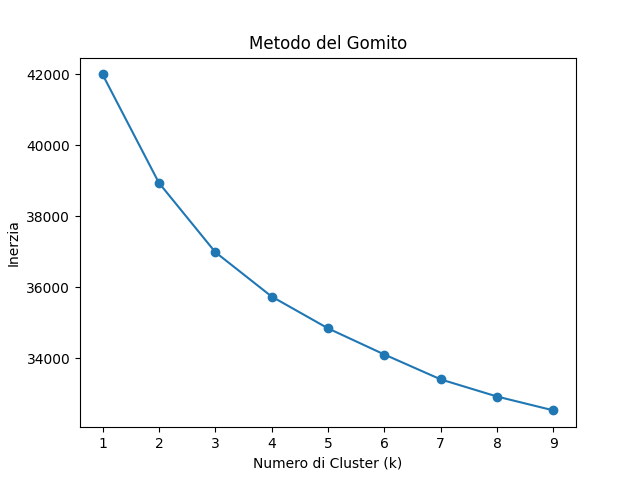 Metodo del Gomito
42000
40000
38000
36000
34000
Inerzia
1 2 3 4 5 6 7 8 9
Numero di Cluster (k)